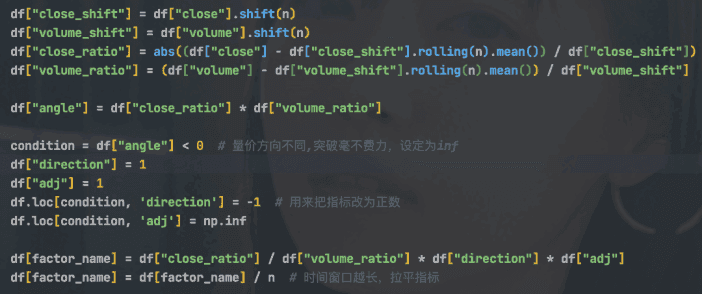 df["close_shift"] = df["close"].shift(n)
df["volume_shift"] = df["volume"].shift(n)
df["close_ratio"] = abs((df["close"] - df["close_shift"].rolling(n).mean()) / df["close_shift"])
df["volume_ratio"] = (df["volume"] - df["volume_shift"].rolling(n).mean()) / df["volume_shift"]
df["angle"] = df["close_ratio"] * df["volume_ratio"]
condition = df["angle"] < 0  # 量价方向不同,突破毫不费力，设定为inf
df["direction"] = 1
df["adj"] = 1
df.loc[condition, 'direction'] = -1  # 用来把指标改为正数
df.loc[condition, 'adj'] = np.inf
df[factor_name] = df["close_ratio"] / df["volume_ratio"] * df["direction"] * df["adj"]
df[factor_name] = df[factor_name] / n  # 时间窗口越长，拉平指标